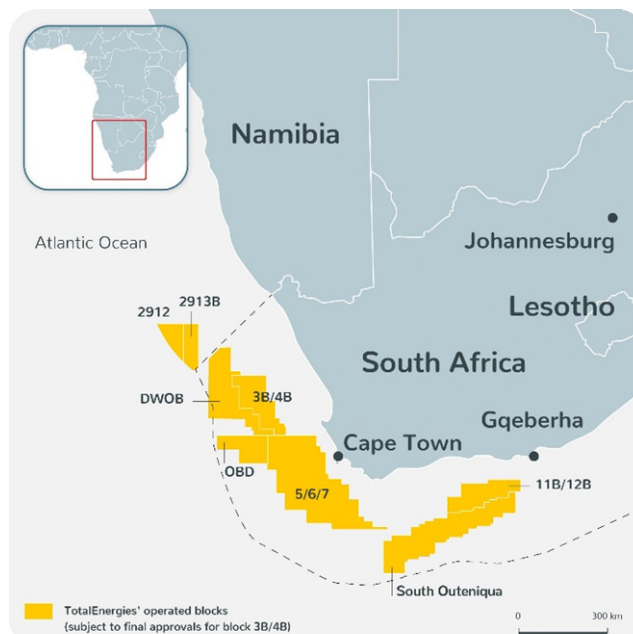 Namibia
Atlantic Ocean
Johannesburg
2912
2913B
Lesotho
South Africa
DWOB
3B/4B
Gqeberha
Cape Town
OBD
11B/12B
5/6/7
South Outeniqua
TotalEnergies' operated blocks
(subject to final approvals for block 3B/4B)
0
300 km